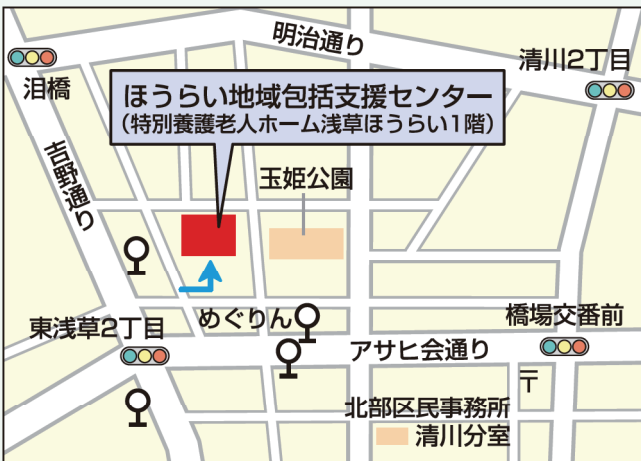 明治通り
清川2丁目
泪橋
ほうらい地域包括支援センター
(特別養護老人ホーム浅草ほうらい1階)
吉野通り
玉姫公園
めぐりん
東浅草2丁目
橋場交番前
アサヒ会通り
〒
北部区民事務所
清川分室